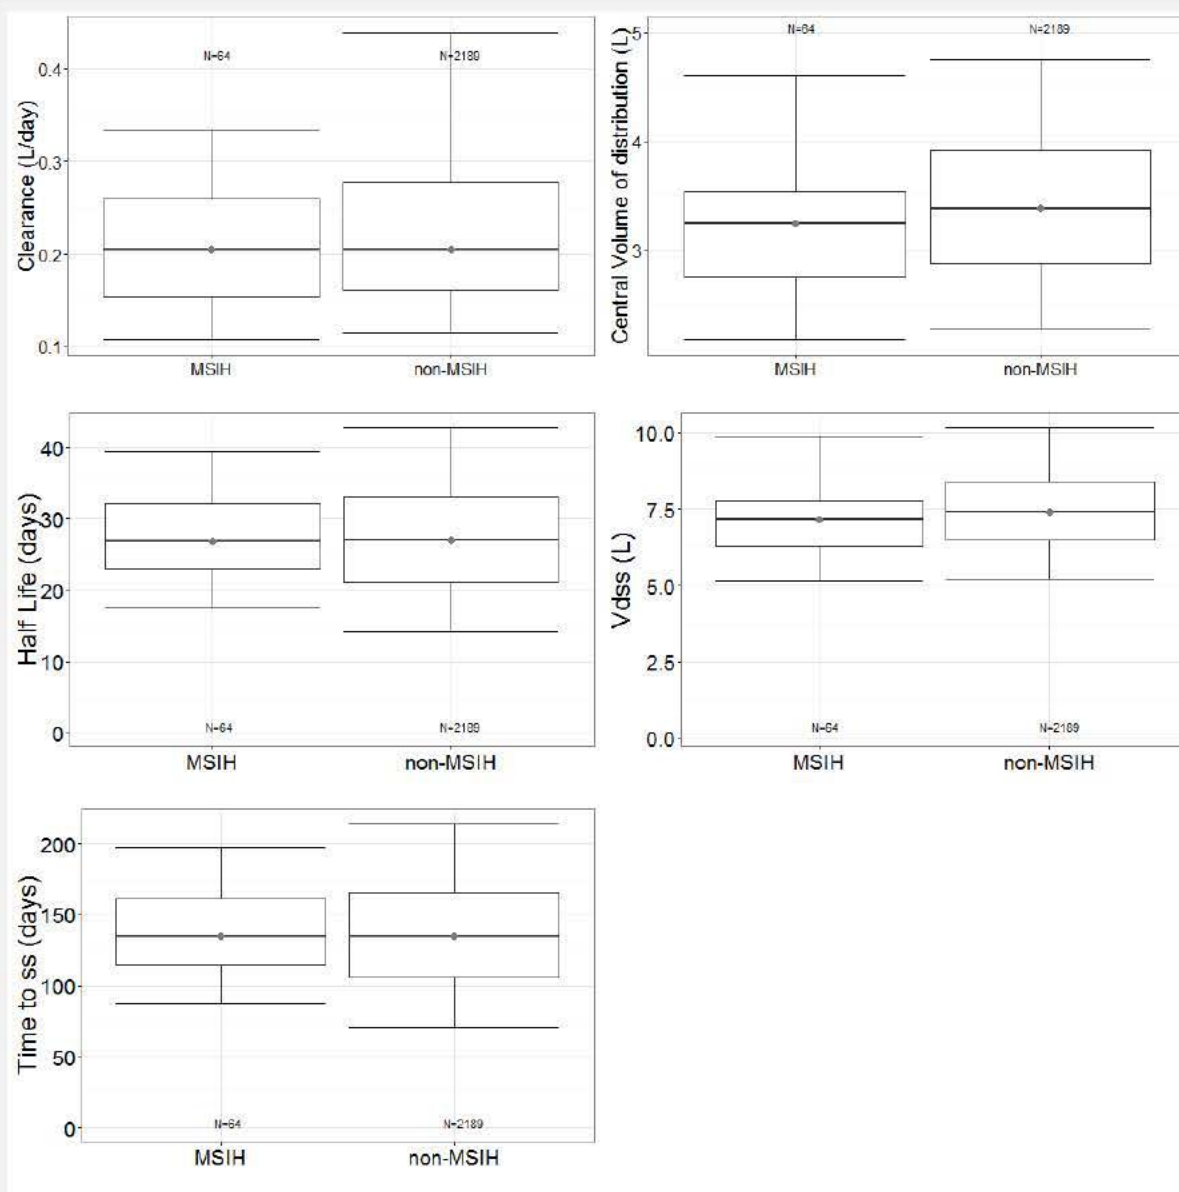 Clearance (L/day)
0.4
0.3
0.2
0.1
N=64
N=2189
MSIH
non-MSIH
Central Volume of distribution (L)
5
4
3
N=64
N=2189
MSIH
non-MSIH
Half Life (days)
40
30
20
10
0
N=64
N=2189
MSIH
non-MSIH
Vdss (L)
10.0
7.5
5.0
2.5
0.0
N=64
N=2189
MSIH
non-MSIH
Time to ss (days)
200
150
100
50
0
N=64
N=2189
MSIH
non-MSIH